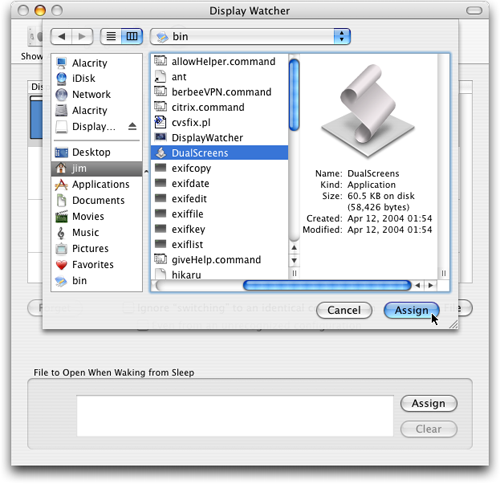 Display Watcher
bin
Show
Dis
Alacrity
iDisk
Network
Alacrity
Display...
Desktop
jim
Applications
Documents
Movies
Music
Pictures
Favorites
bin
allowHelper.command
ant
berbeeVPN.command
citrix.command
cvsfix.pl
DisplayWatcher
DualScreens
exifcopy
exifdate
exifedit
exiffile
exifkey
exiflist
giveHelp.command
hikaru
Name: DualScreens
Kind: Application
Size: 60.5 KB on disk
(58,426 bytes)
Created: Apr 12, 2004 01:54
Modified: Apr 12, 2004 01:54
Ignore "switching" to an identical
Cancel
Assign
File to Open When Waking from Sleep
Assign
Clear